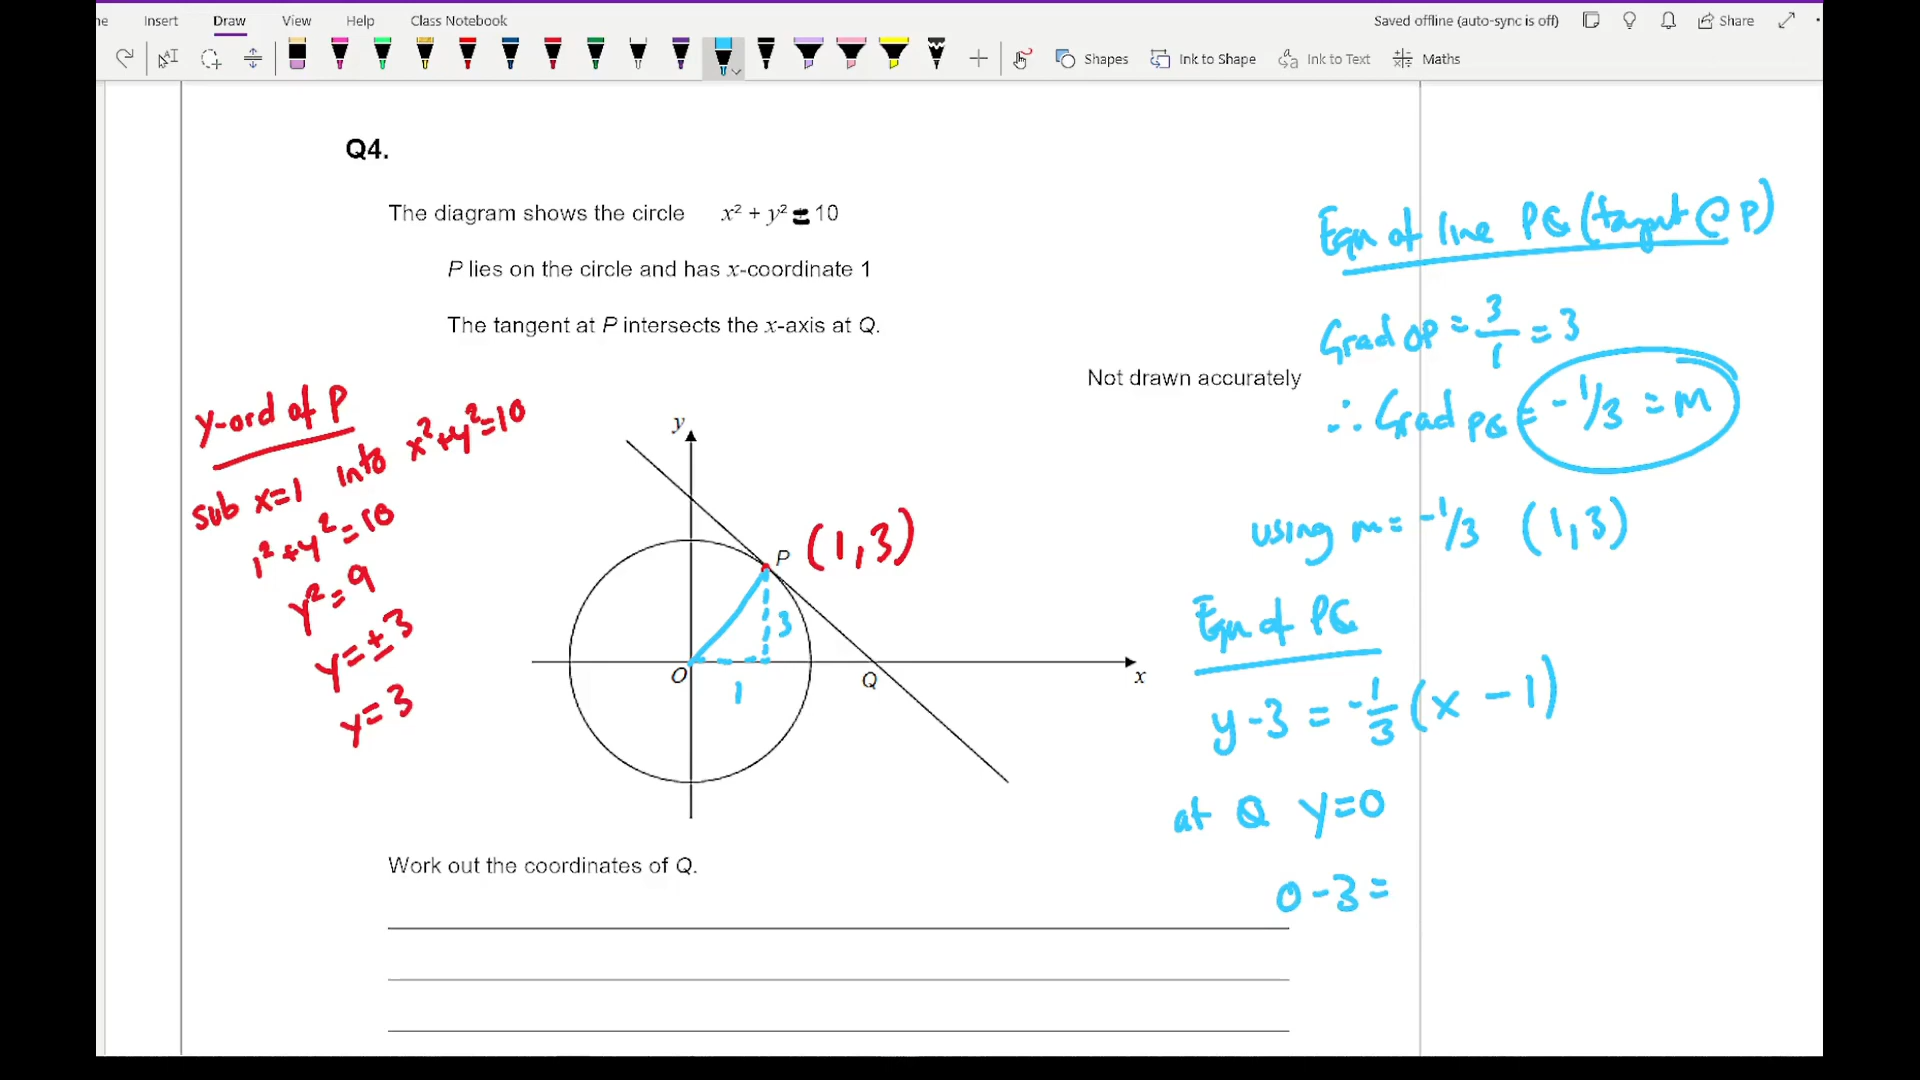 Insert Draw View Help Class Notebook Saved offline (auto-sync is off) Share
Shapes Ink to Shape Ink to Text Maths
Q4.
The diagram shows the circle x² + y² = 10
P lies on the circle and has x-coordinate 1
The tangent at P intersects the x-axis at Q.
Not drawn accurately
y-ord of P
sub x=1 into x²+y²=10
1²+y²=10
y²=9
y=±3
y=3
y
P (1,3)
3
O
1
Q
x
Work out the coordinates of Q.
Eqn of line PQ (tangent @ P)
Grad OP = 3/1 = 3
∴ Grad PQ = -1/3 = m
using m = -1/3 (1,3)
Eqn of PQ
y-3 = -1/3 (x - 1)
at Q y=0
0-3=